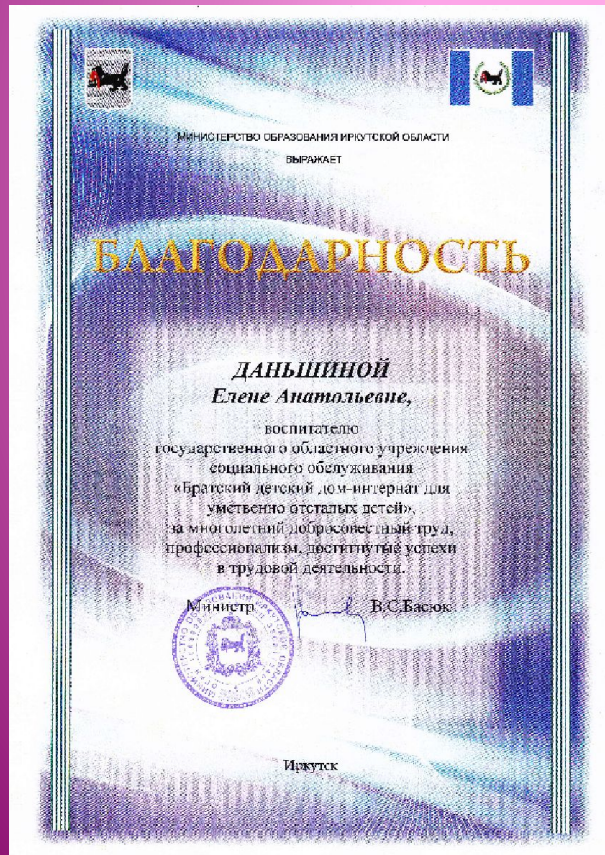 МИНИСТЕРСТВО ОБРАЗОВАНИЯ ИРКУТСКОЙ ОБЛАСТИ
ВЫРАЖАЕТ
БЛАГОДАРНОСТЬ
ДАНЬШИНОЙ
Елене Анатольевне,
воспитателю
государственного областного учреждения
социального обслуживания
«Братский детский дом-интернат для
умственно отсталых детей»,
за многолетний добросовестный труд,
профессионализм, достигнутые успехи
в трудовой деятельности.
Министр В.С.Басюк
Иркутск